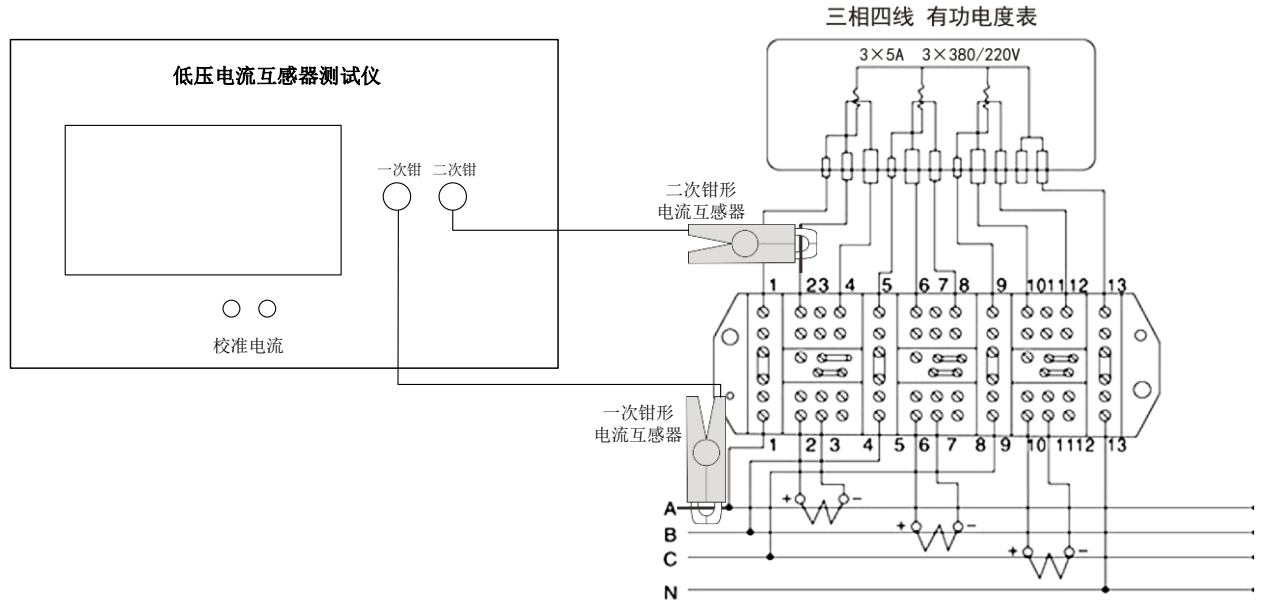 三相四线 有功电度表
3×5A 3×380/220V
低压电流互感器测试仪
一次钳 二次钳
二次钳形
电流互感器
校准电流
1 2 3 4 5 6 7 8 9 10 11 12 13
一次钳形
电流互感器
1 2 3 4 5 6 7 8 9 10 11 12 13
+ -
A
+ -
B
+ -
C
N